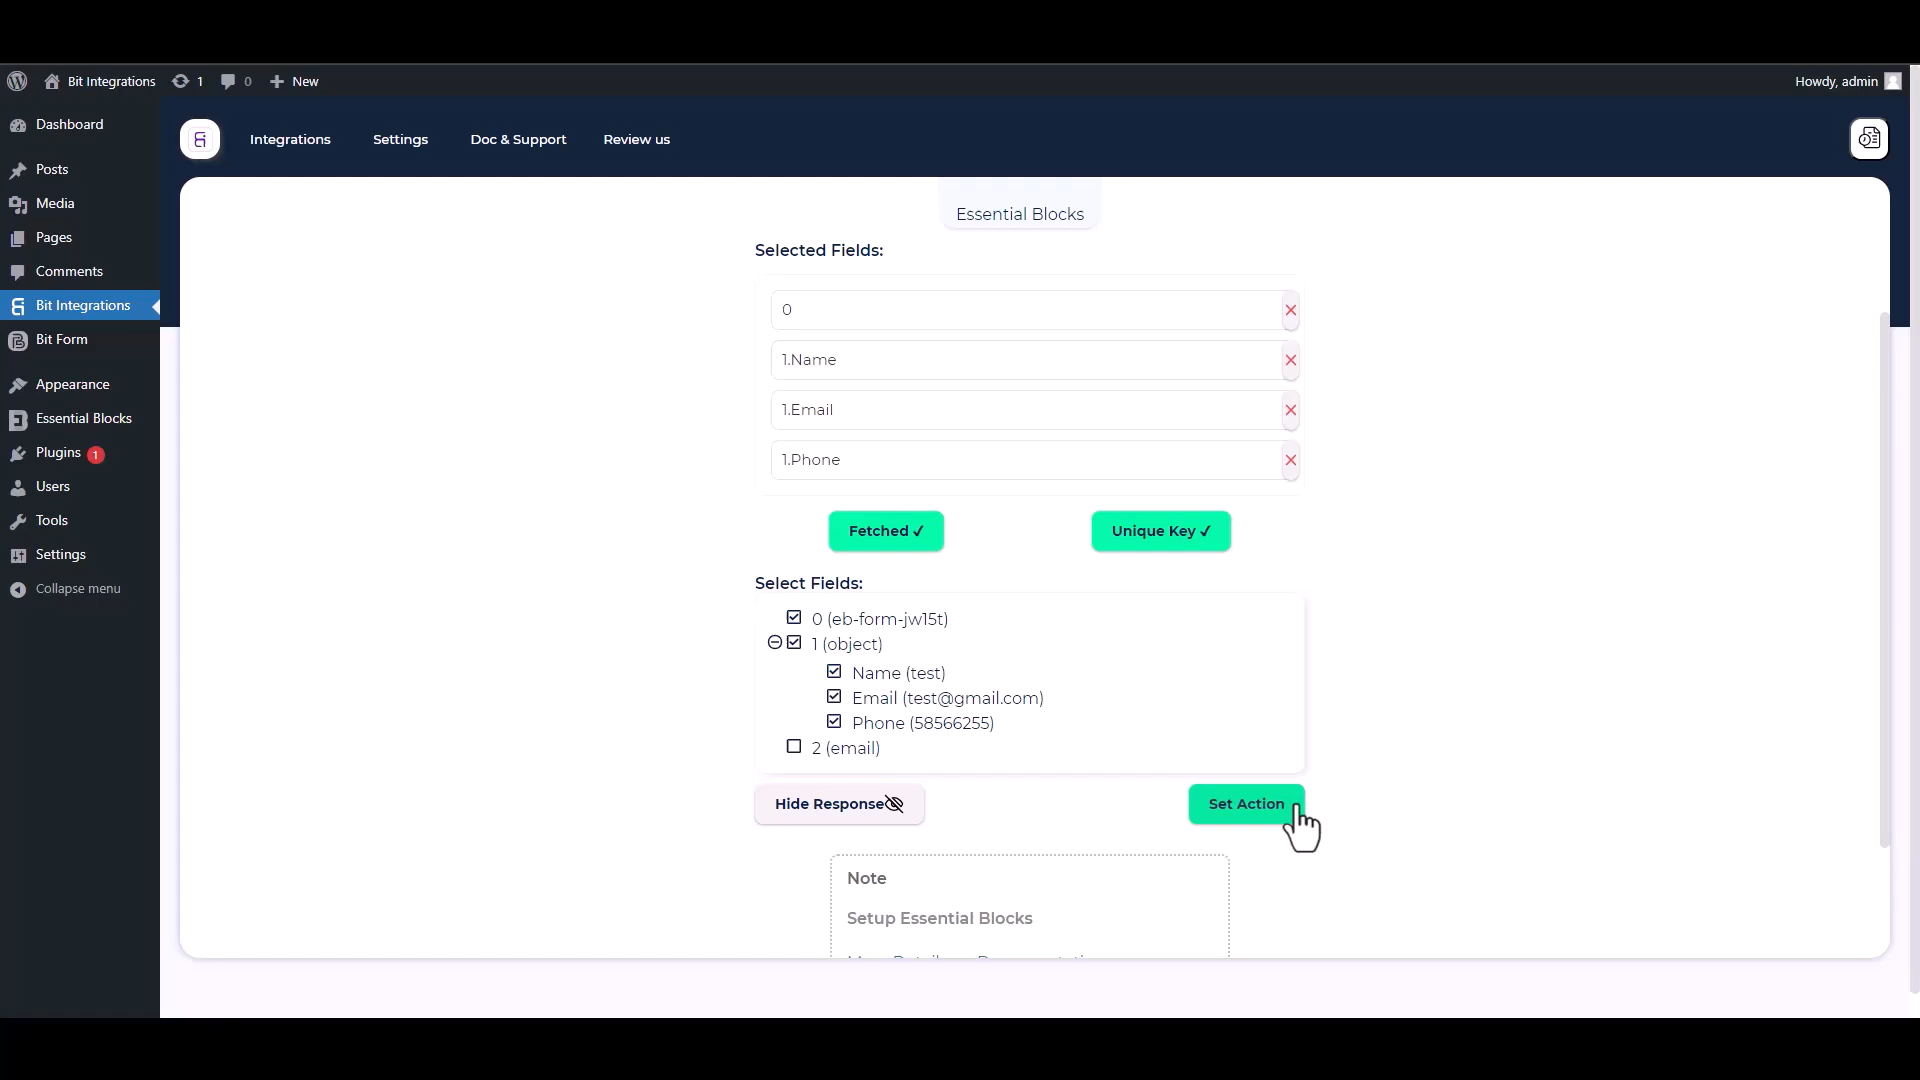 Bit Integrations
1
0
New
Howdy, admin
Dashboard
Posts
Media
Pages
Comments
Bit Integrations
Bit Form
Appearance
Essential Blocks
Plugins 1
Users
Tools
Settings
Collapse menu
Integrations
Settings
Doc & Support
Review us
Essential Blocks
Selected Fields:
0
1.Name
1.Email
1.Phone
Fetched ✓
Unique Key ✓
Select Fields:
0 (eb-form-jw15t)
1 (object)
Name (test)
Email (test@gmail.com)
Phone (58566255)
2 (email)
Hide Response
Set Action
Note
Setup Essential Blocks